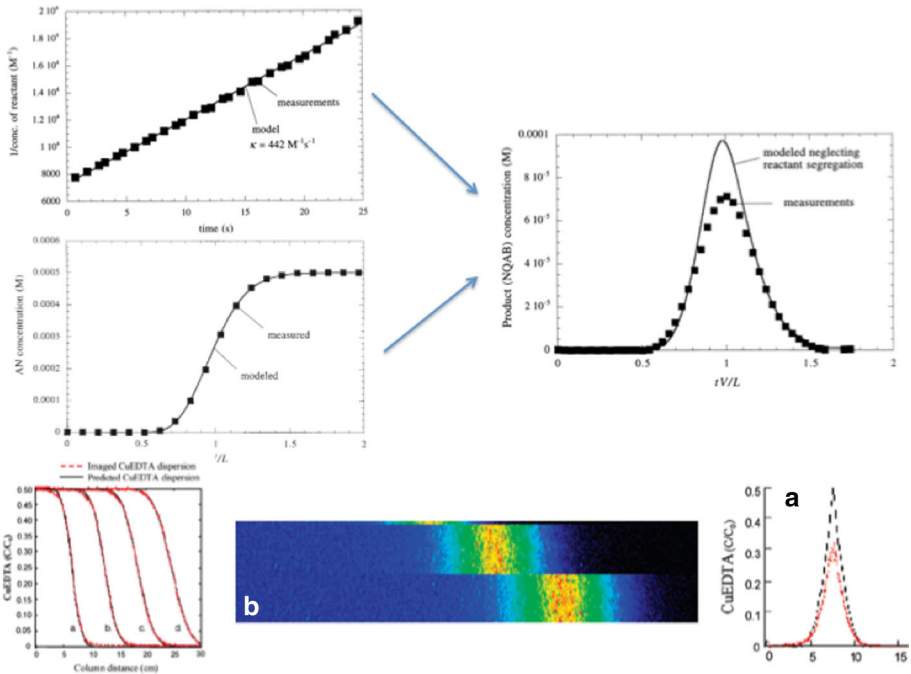 1/conc. of reactant (M⁻¹)
2 10⁶
1.8 10⁶
1.6 10⁶
1.4 10⁶
1.2 10⁶
1 10⁶
8000
6000
measurements
model
κ = 442 M⁻¹s⁻¹
0 5 10 15 20 25
time (s)
AN concentration (M)
0.0006
0.0005
0.0004
0.0003
0.0002
0.0001
0
measured
modeled
0 0.5 1 1.5 2
'/L
Product (NQAB) concentration (M)
0.0001
8 10⁻⁵
6 10⁻⁵
4 10⁻⁵
2 10⁻⁵
0
modeled neglecting
reactant segregation
measurements
0 0.5 1 1.5 2
tV/L
Imaged CuEDTA dispersion
Predicted CuEDTA dispersion
CuEDTA (C/C₀)
0.50
0.45
0.40
0.35
0.30
0.25
0.20
0.15
0.10
0.05
0
a. b. c. d.
0 5 10 15 20 25 30
Column distance (cm)
b
a
CuEDTA (C/C₀)
0.5
0.4
0.3
0.2
0.1
0
0 5 10 15